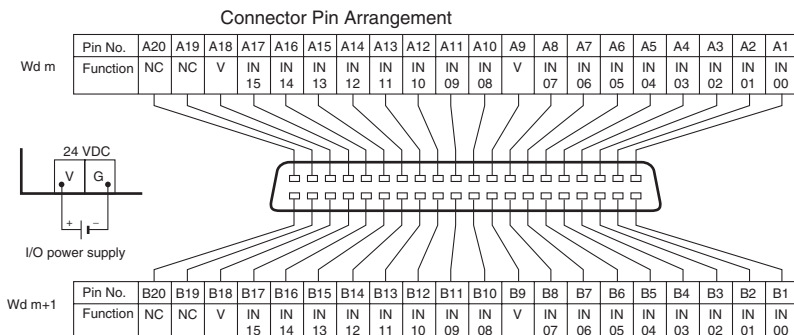 Connector Pin Arrangement
Wd m
Pin No. A20 A19 A18 A17 A16 A15 A14 A13 A12 A11 A10 A9 A8 A7 A6 A5 A4 A3 A2 A1
Function NC NC V IN 15 IN 14 IN 13 IN 12 IN 11 IN 10 IN 09 IN 08 V IN 07 IN 06 IN 05 IN 04 IN 03 IN 02 IN 01 IN 00
24 VDC
V G
+ −
I/O power supply
Wd m+1
Pin No. B20 B19 B18 B17 B16 B15 B14 B13 B12 B11 B10 B9 B8 B7 B6 B5 B4 B3 B2 B1
Function NC NC V IN 15 IN 14 IN 13 IN 12 IN 11 IN 10 IN 09 IN 08 V IN 07 IN 06 IN 05 IN 04 IN 03 IN 02 IN 01 IN 00